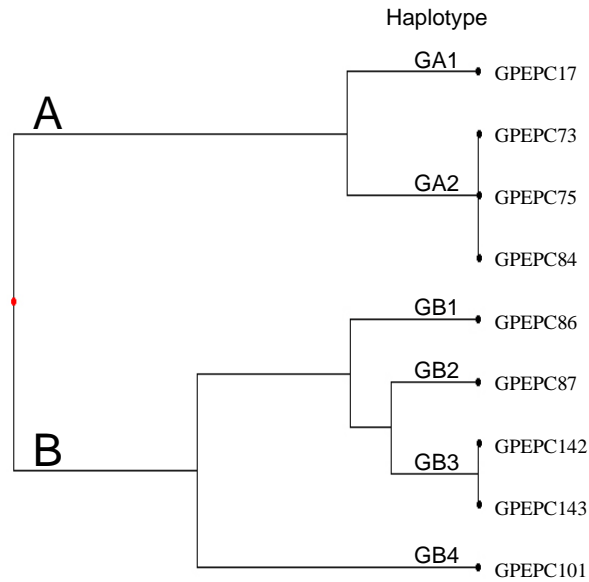 Haplotype
GA1
GPEPC17
A
GPEPC73
GA2
GPEPC75
GPEPC84
GB1
GPEPC86
GB2
GPEPC87
B
GPEPC142
GB3
GPEPC143
GB4
GPEPC101